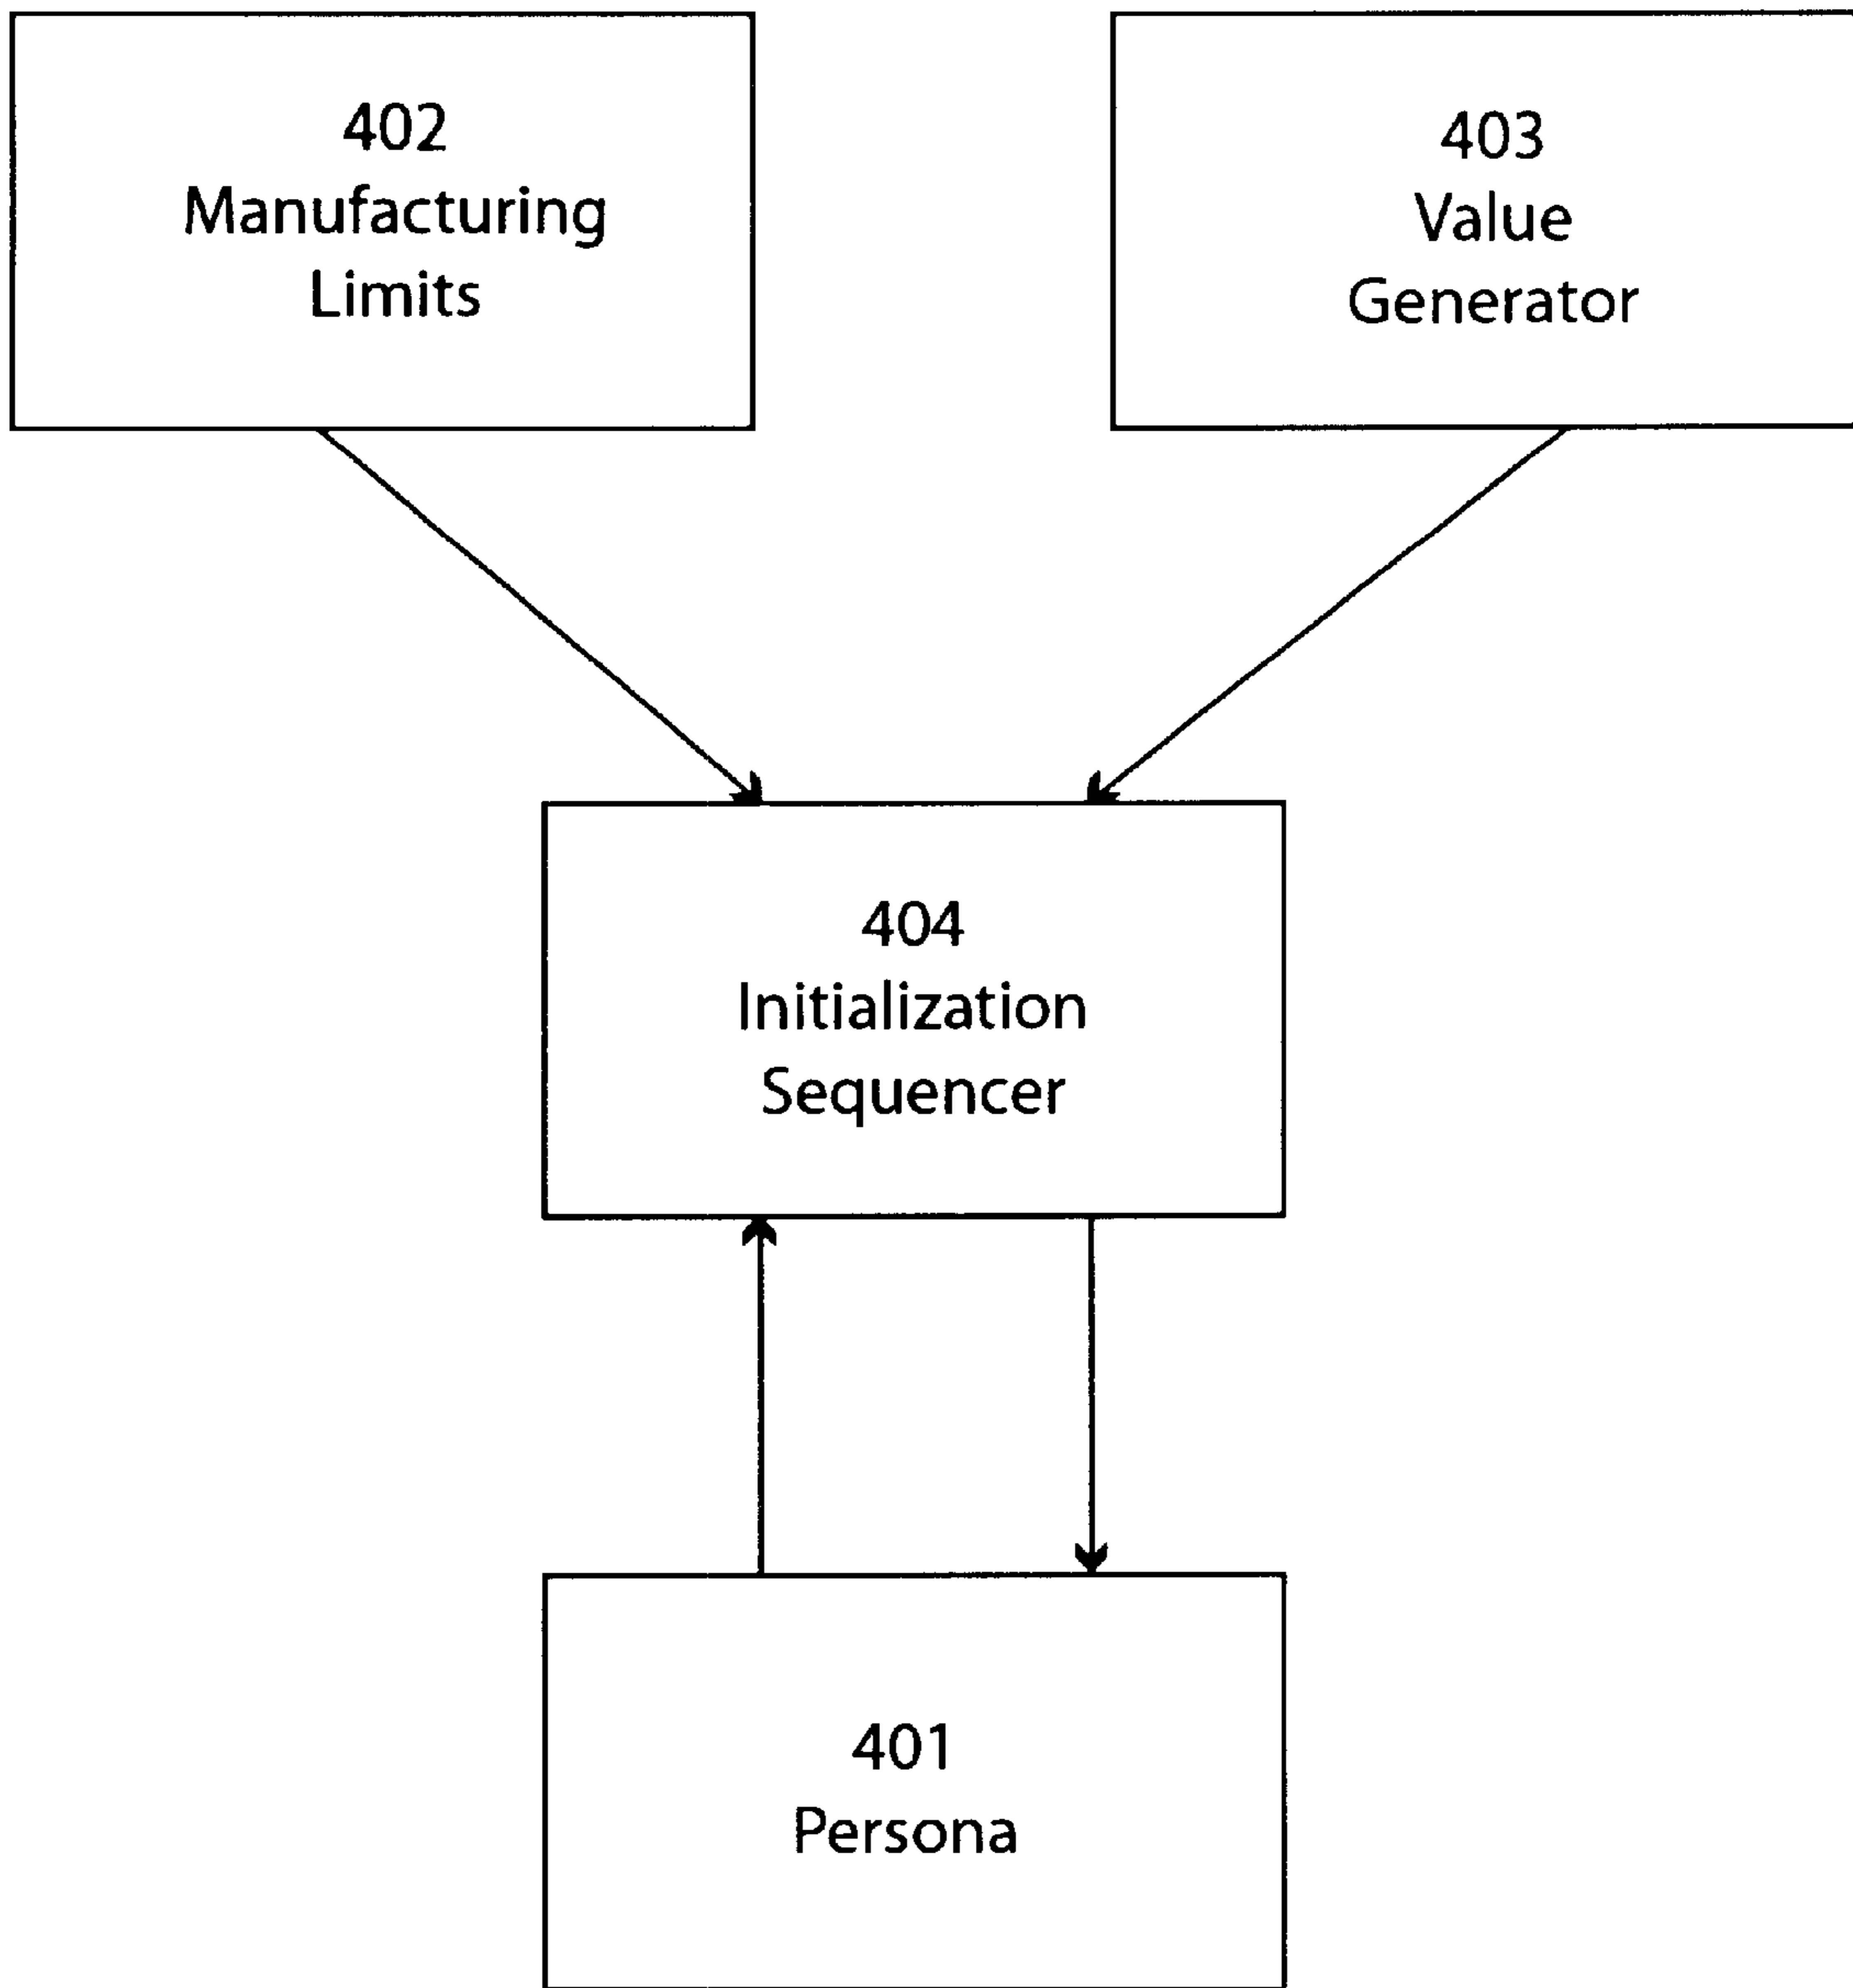 402
Manufacturing
Limits
403
Value
Generator
404
Initialization
Sequencer
401
Persona